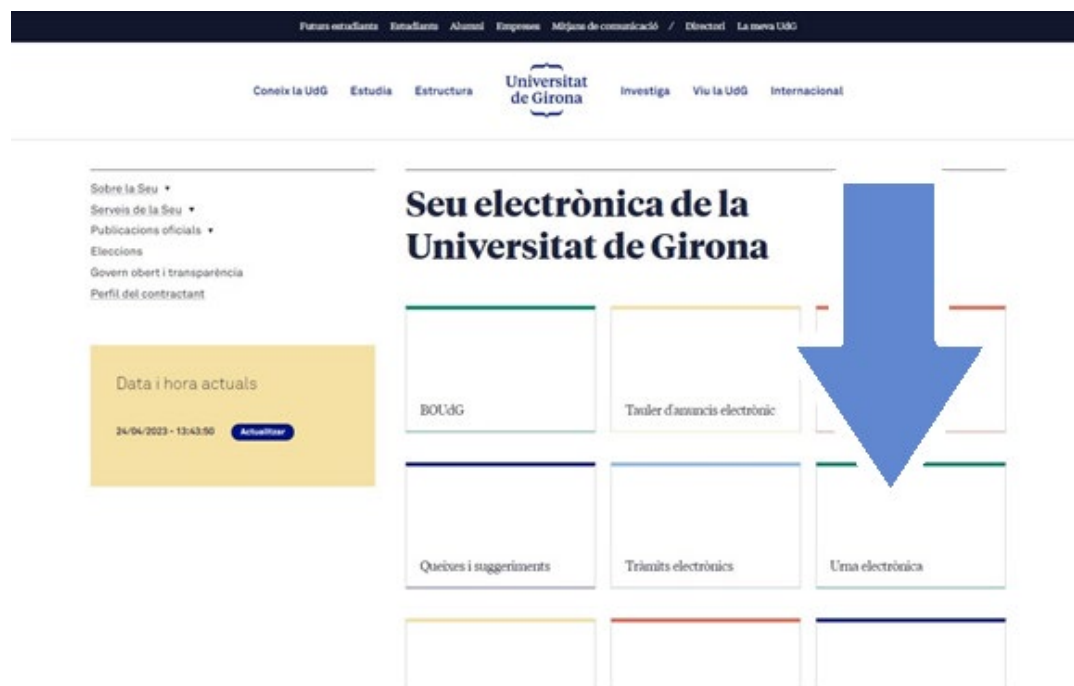 Futurs estudiants Estudiants Alumni Empreses Mitjans de comunicació / Directori La meva UdG
Coneix la UdG Estudia Estructura Universitat de Girona Investiga Viu la UdG Internacional
Sobre la Seu
Serveis de la Seu
Publicacions oficials
Eleccions
Govern obert i transparència
Perfil del contractant
Data i hora actuals
24/04/2023 - 13:43:50 Actualitzar
Seu electrònica de la
Universitat de Girona
BOUdG Tauler d'anuncis electrònic
Queixes i suggeriments Tràmits electrònics Urna electrònica